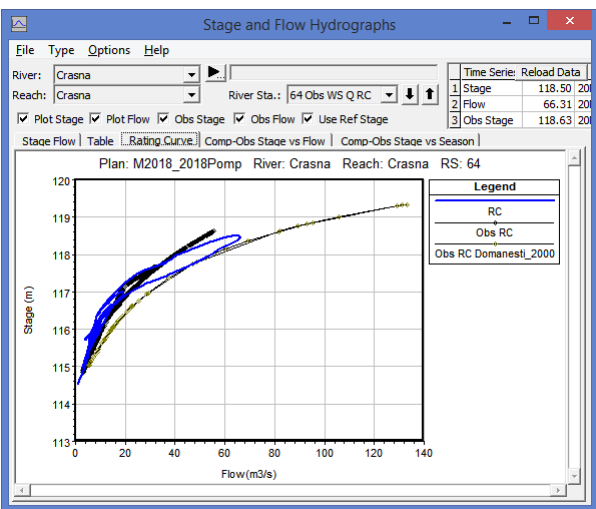 Stage and Flow Hydrographs
File Type Options Help
River: Crasna
Reach: Crasna River Sta.: 64 Obs WS Q RC
Plot Stage Plot Flow Obs Stage Obs Flow Use Ref Stage
Time Series Reload Data
1 Stage 118.50 20
2 Flow 66.31 20
3 Obs Stage 118.63 20
Stage Flow Table Rating Curve Comp-Obs Stage vs Flow Comp-Obs Stage vs Season
Plan: M2018_2018Pomp River: Crasna Reach: Crasna RS: 64
120
119
118
117
116
115
114
113
Stage (m)
0 20 40 60 80 100 120 140
Flow(m3/s)
Legend
RC
Obs RC
Obs RC Domanesti_2000